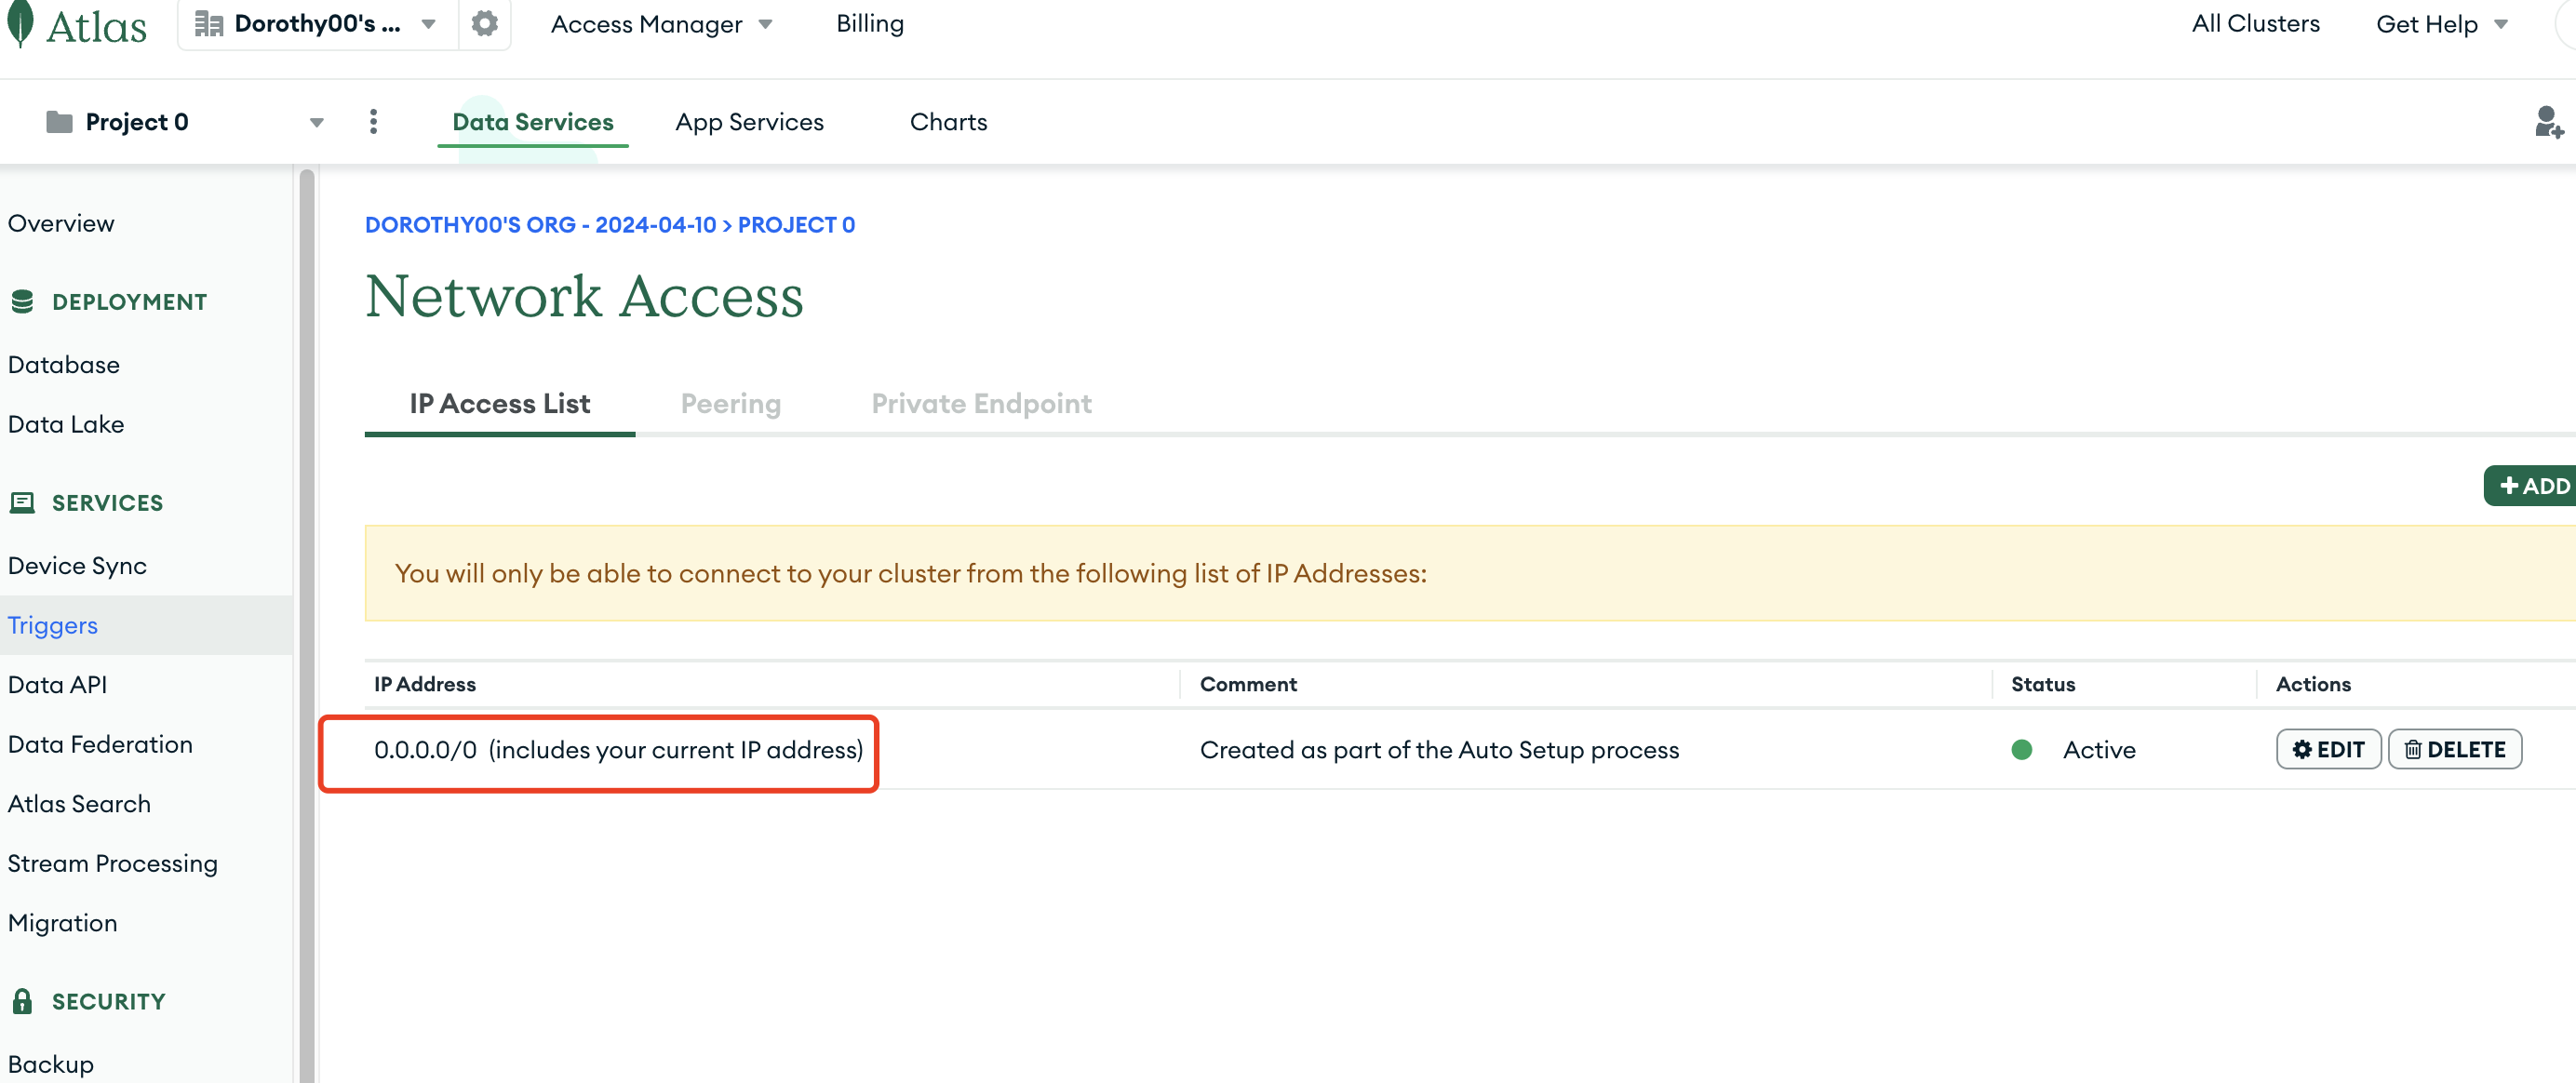 Atlas
Dorothy00's ...
Access Manager
Billing
All Clusters
Get Help
Project 0
Data Services
App Services
Charts
Overview
DEPLOYMENT
Database
Data Lake
SERVICES
Device Sync
Triggers
Data API
Data Federation
Atlas Search
Stream Processing
Migration
SECURITY
Backup
DOROTHY00'S ORG - 2024-04-10 > PROJECT 0
Network Access
IP Access List
Peering
Private Endpoint
+ ADD
You will only be able to connect to your cluster from the following list of IP Addresses:
IP Address Comment Status Actions
0.0.0.0/0 (includes your current IP address) Created as part of the Auto Setup process Active EDIT DELETE